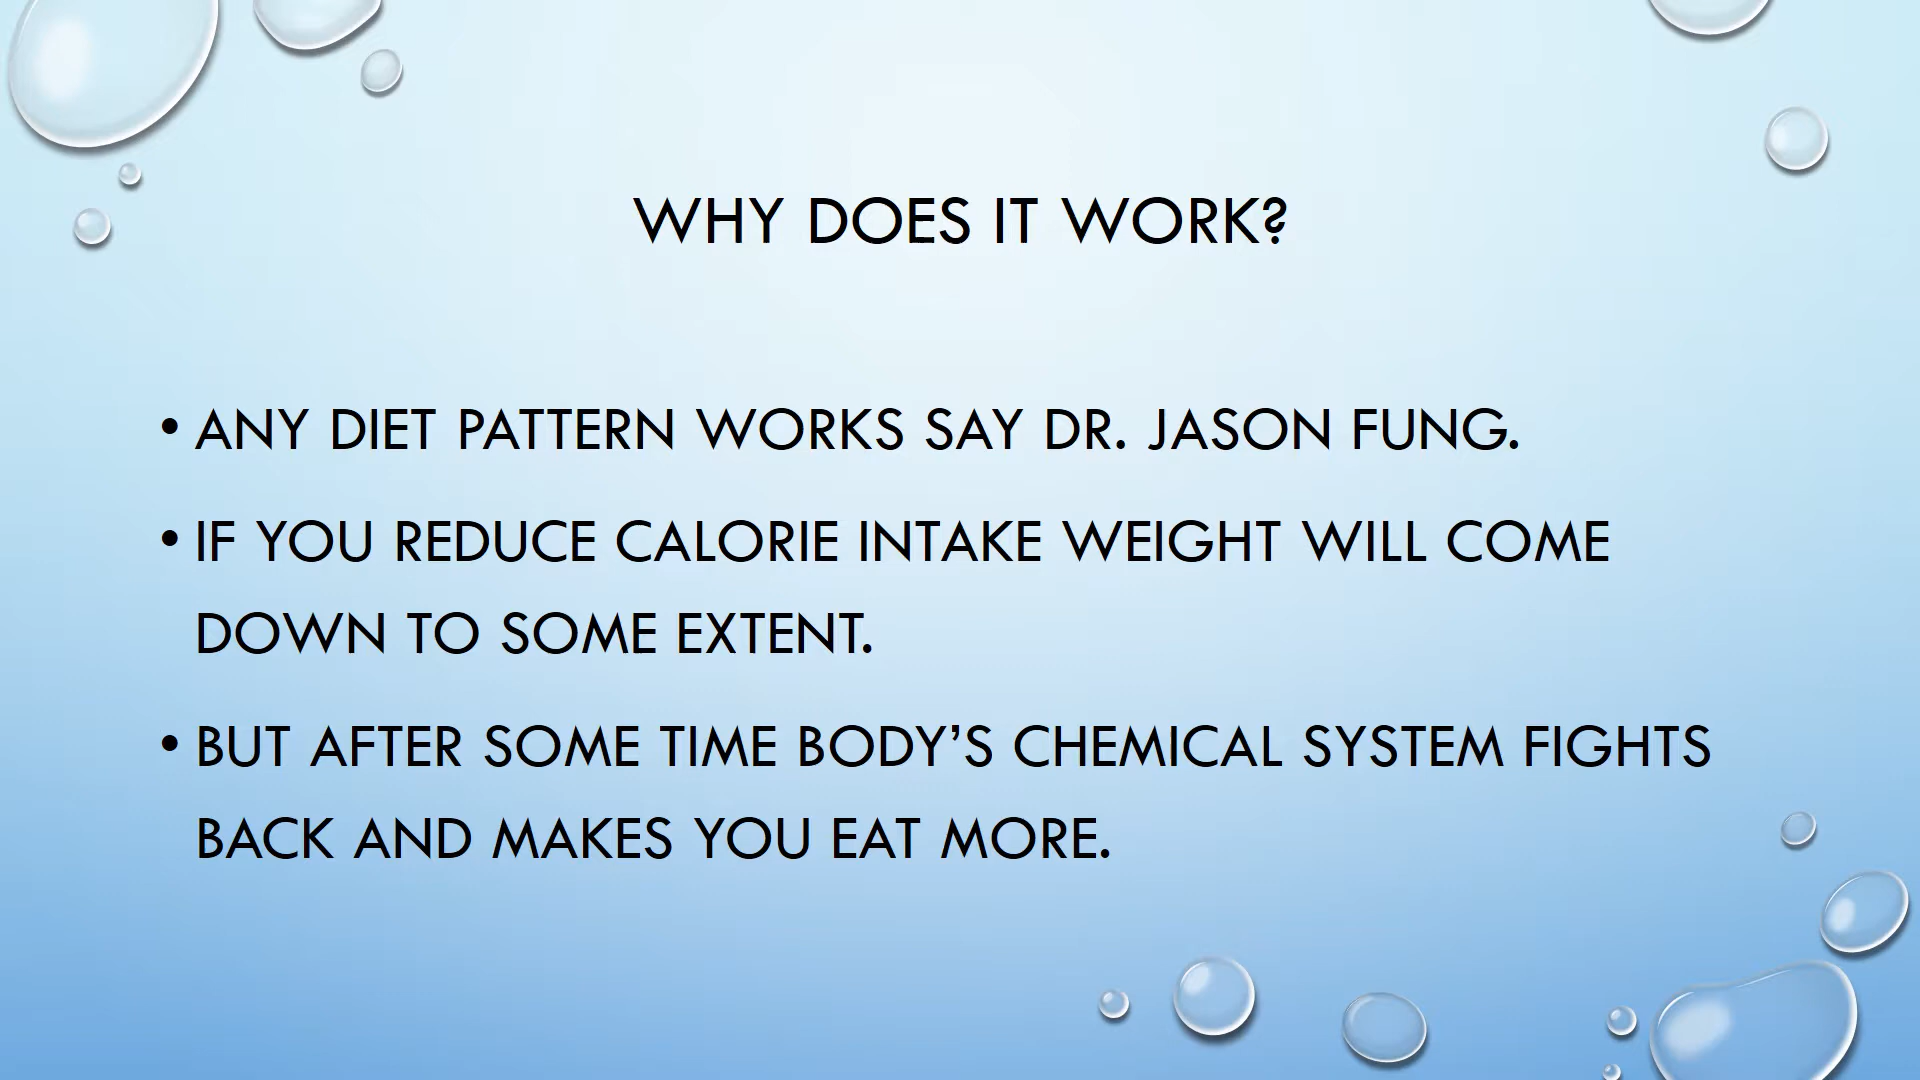 WHY DOES IT WORK?
• ANY DIET PATTERN WORKS SAY DR. JASON FUNG.
• IF YOU REDUCE CALORIE INTAKE WEIGHT WILL COME
DOWN TO SOME EXTENT.
• BUT AFTER SOME TIME BODY’S CHEMICAL SYSTEM FIGHTS
BACK AND MAKES YOU EAT MORE.